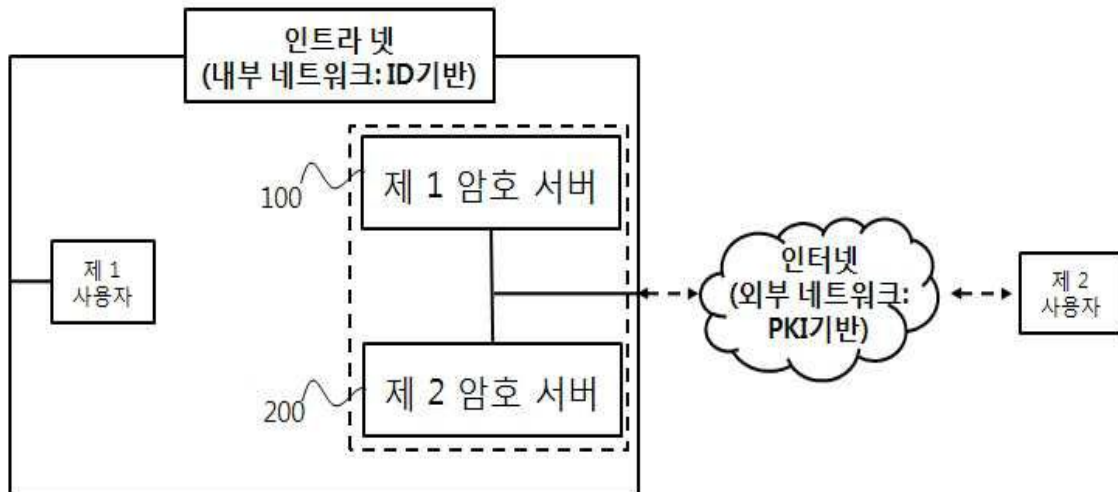 인트라 넷
(내부 네트워크: ID기반)
100
제 1 암호 서버
제 1
사용자
인터넷
(외부 네트워크:
PKI기반)
제 2
사용자
200
제 2 암호 서버